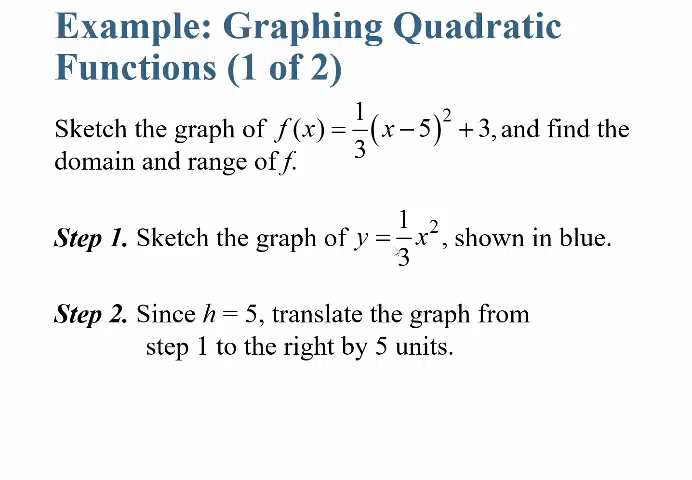 Example: Graphing Quadratic
Functions (1 of 2)
Sketch the graph of f(x) = 1/3 (x − 5)² + 3, and find the
domain and range of f.
Step 1. Sketch the graph of y = 1/3 x², shown in blue.
Step 2. Since h = 5, translate the graph from
step 1 to the right by 5 units.